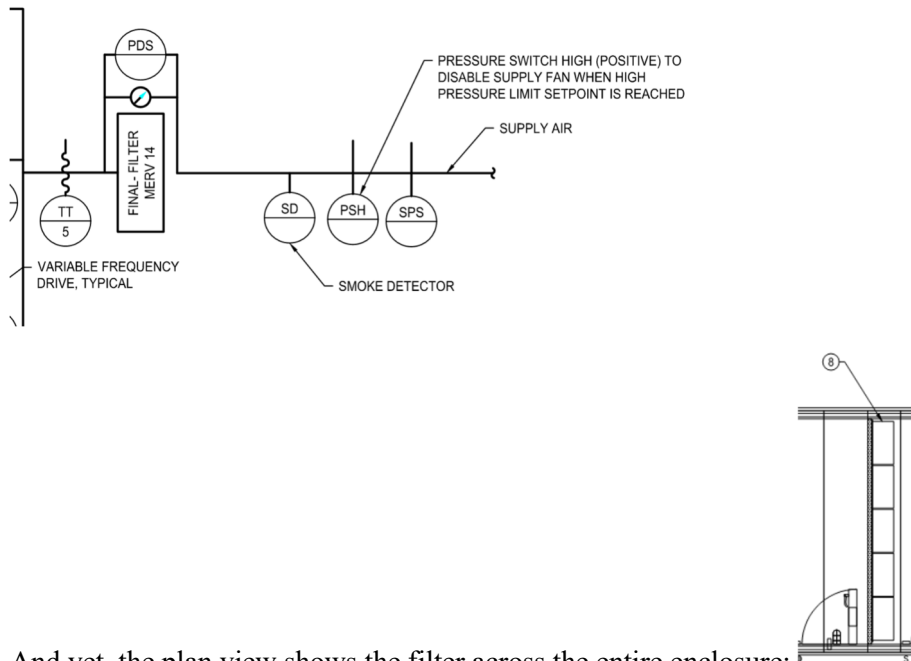 PDS
PRESSURE SWITCH HIGH (POSITIVE) TO
DISABLE SUPPLY FAN WHEN HIGH
PRESSURE LIMIT SETPOINT IS REACHED
SUPPLY AIR
FINAL- FILTER
MERV 14
TT
5
SD
PSH
SPS
VARIABLE FREQUENCY
DRIVE, TYPICAL
SMOKE DETECTOR
8
And yet, the plan view shows the filter across the entire enclosure: